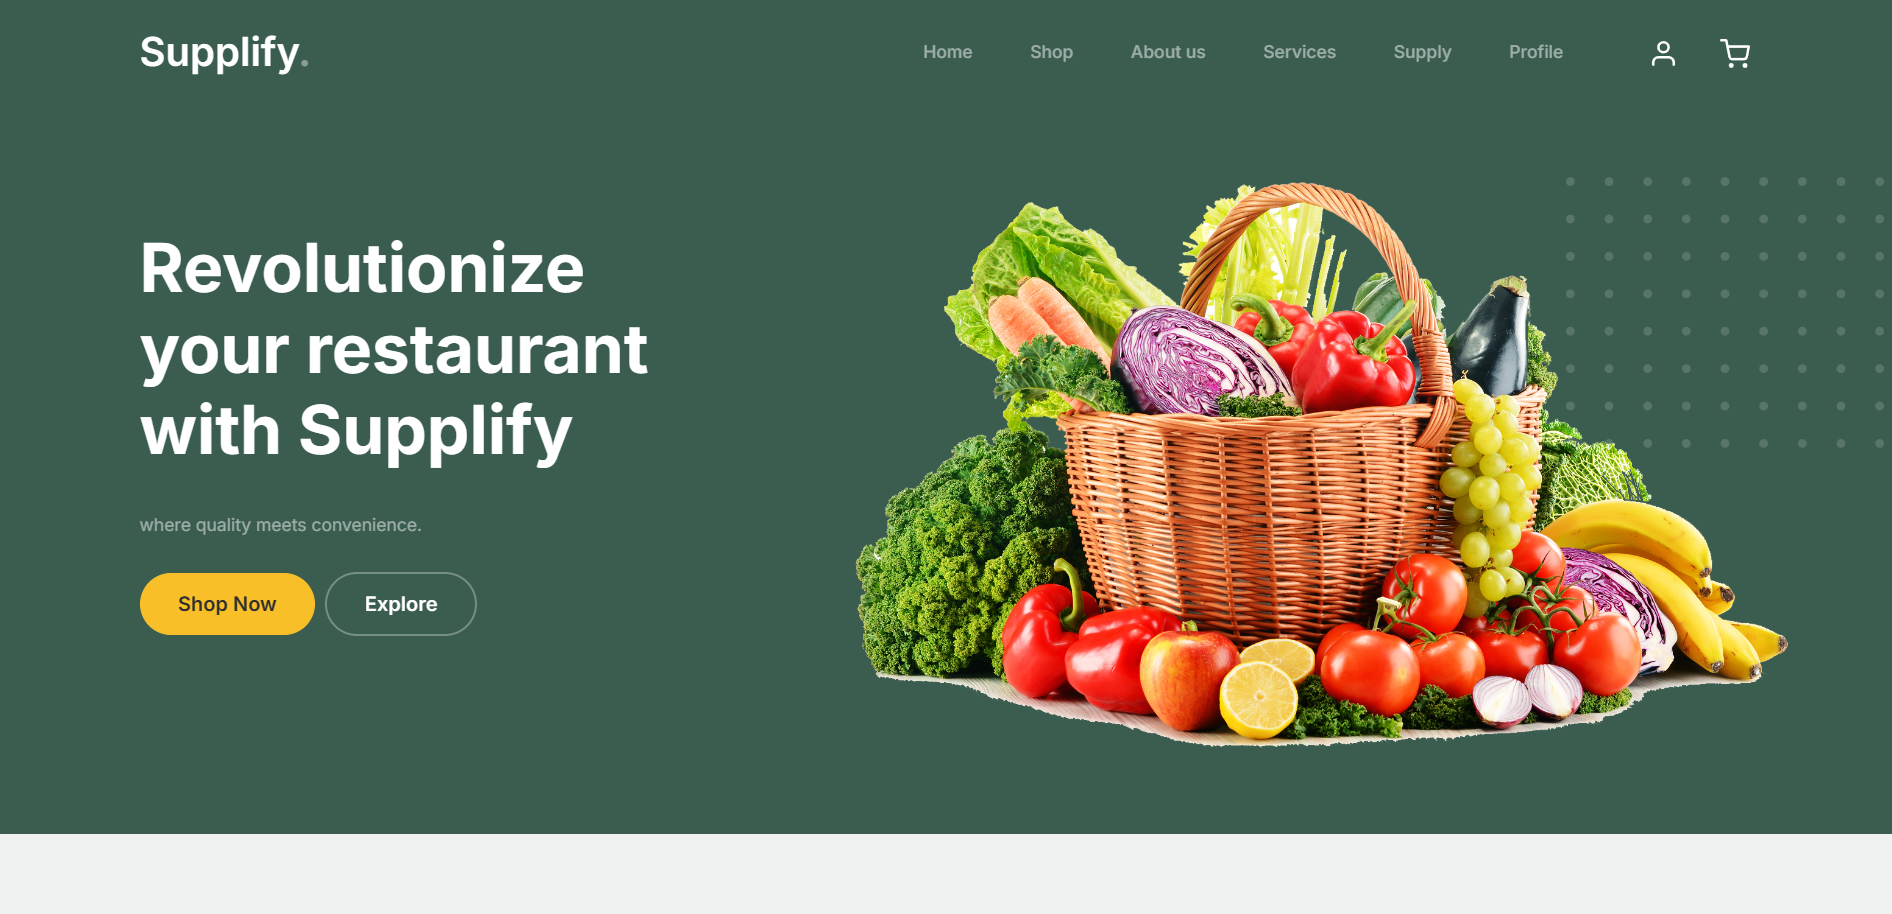 Supplify.
Home Shop About us Services Supply Profile
Revolutionize
your restaurant
with Supplify
where quality meets convenience.
Shop Now Explore